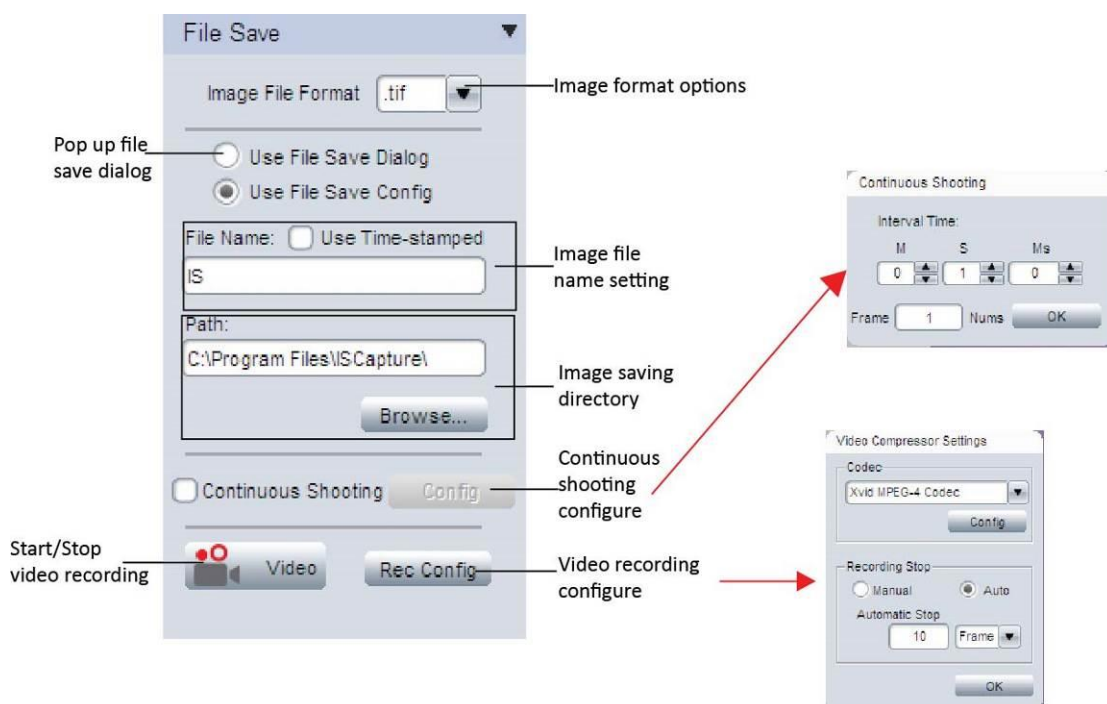 File Save
Image File Format .tif
Image format options
Pop up file
save dialog
Use File Save Dialog
Use File Save Config
File Name: Use Time-stamped
IS
Image file
name setting
Path:
C:\Program Files\ISCapture\
Browse...
Image saving
directory
Continuous Shooting Config
Continuous
shooting
configure
Start/Stop
video recording
Video
Rec Config
Video recording
configure
Continuous Shooting
Interval Time:
M S Ms
0 1 0
Frame 1 Nums OK
Video Compressor Settings
Codec
Xvid MPEG-4 Codec
Config
Recording Stop
Manual Auto
Automatic Stop
10 Frame
OK